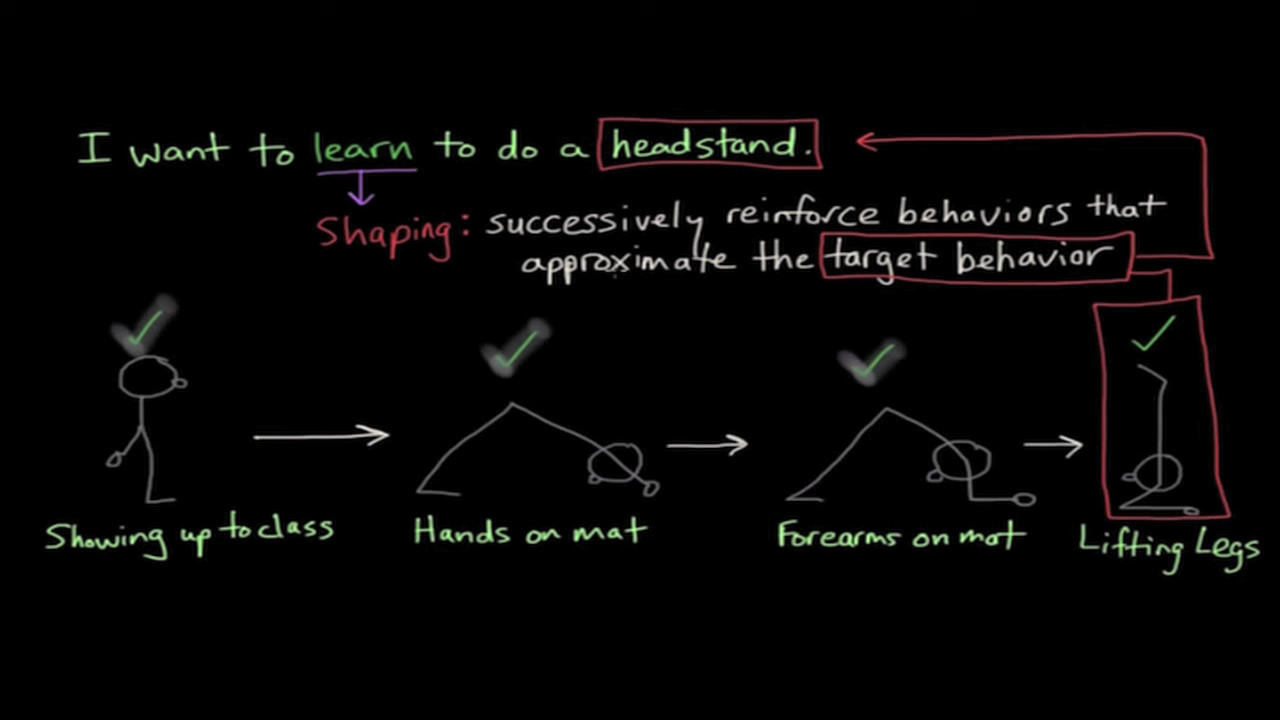 I want to learn to do a headstand.
Shaping: successively reinforce behaviors that
approximate the target behavior
Showing up to class
Hands on mat
Forearms on mat
Lifting Legs